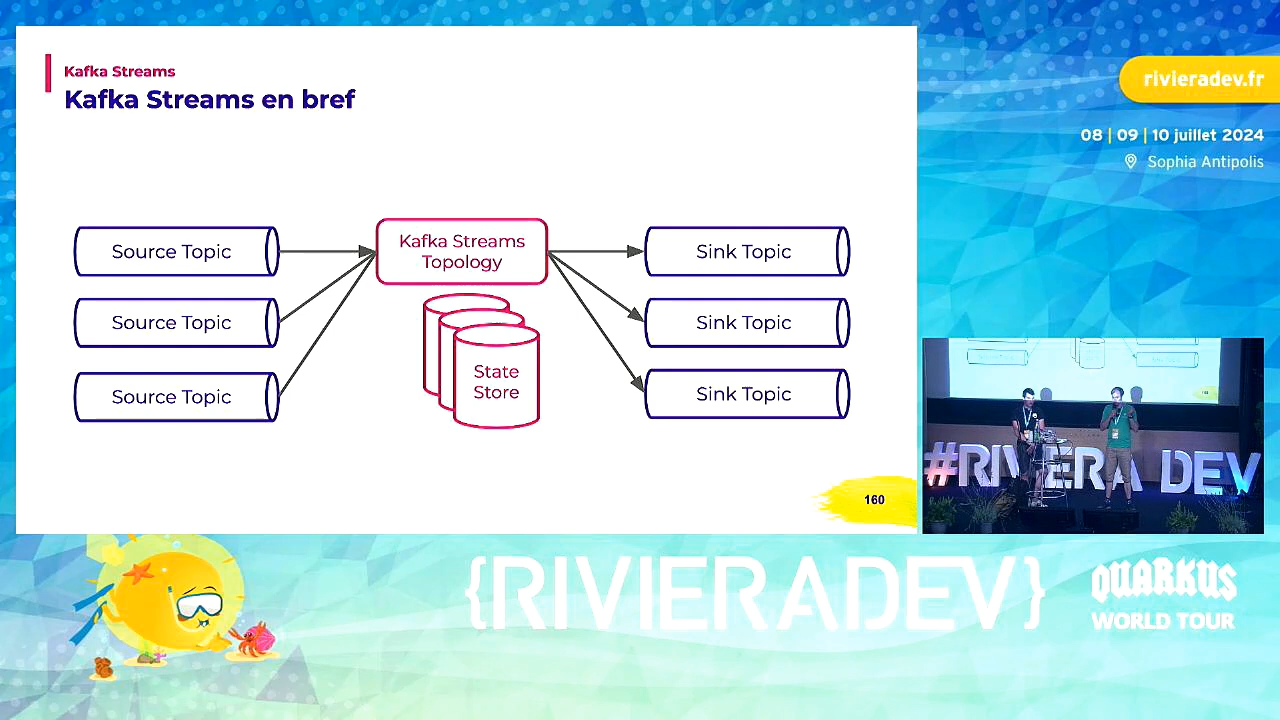 Kafka Streams
Kafka Streams en bref
Source Topic
Source Topic
Source Topic
Kafka Streams
Topology
State
Store
Sink Topic
Sink Topic
Sink Topic
160
rivieradev.fr
08 | 09 | 10 juillet 2024
Sophia Antipolis
#RIVIERA DEV
{RIVIERADEV}
QUARKUS
WORLD TOUR